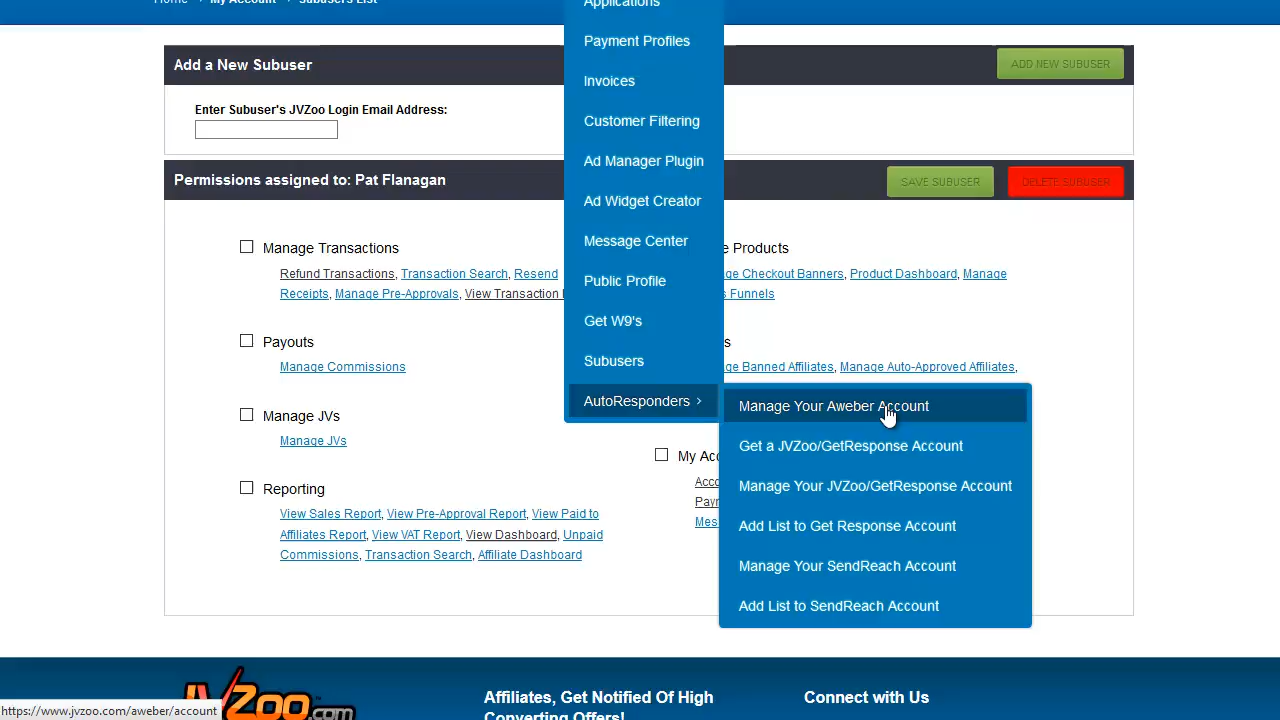 Home My Account Subusers List
Applications
Payment Profiles
Invoices
Customer Filtering
Ad Manager Plugin
Ad Widget Creator
Message Center
Public Profile
Get W9's
Subusers
AutoResponders ›
Manage Your Aweber Account
Get a JVZoo/GetResponse Account
Manage Your JVZoo/GetResponse Account
Add List to Get Response Account
Manage Your SendReach Account
Add List to SendReach Account
Add a New Subuser
ADD NEW SUBUSER
Enter Subuser's JVZoo Login Email Address:
Permissions assigned to: Pat Flanagan
SAVE SUBUSER
DELETE SUBUSER
Manage Transactions
Refund Transactions, Transaction Search, Resend
Receipts, Manage Pre-Approvals, View Transaction
Payouts
Manage Commissions
Manage JVs
Manage JVs
Reporting
View Sales Report, View Pre-Approval Report, View Paid to
Affiliates Report, View VAT Report, View Dashboard, Unpaid
Commissions, Transaction Search, Affiliate Dashboard
e Products
ge Checkout Banners, Product Dashboard, Manage
s Funnels
s
ge Banned Affiliates, Manage Auto-Approved Affiliates,
My Acc
Acco
Paym
Mes
JVZoo.com
Affiliates, Get Notified Of High
Converting Offers!
Connect with Us
https://www.jvzoo.com/aweber/account